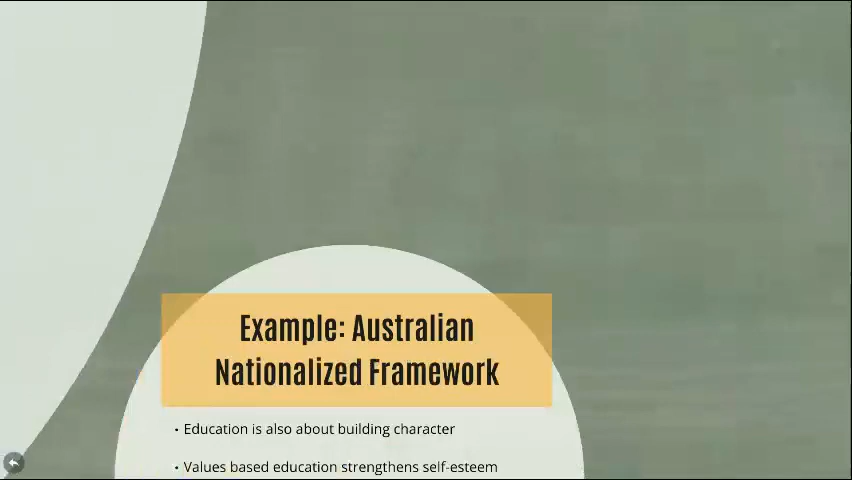 Example: Australian
Nationalized Framework
• Education is also about building character
• Values based education strengthens self-esteem